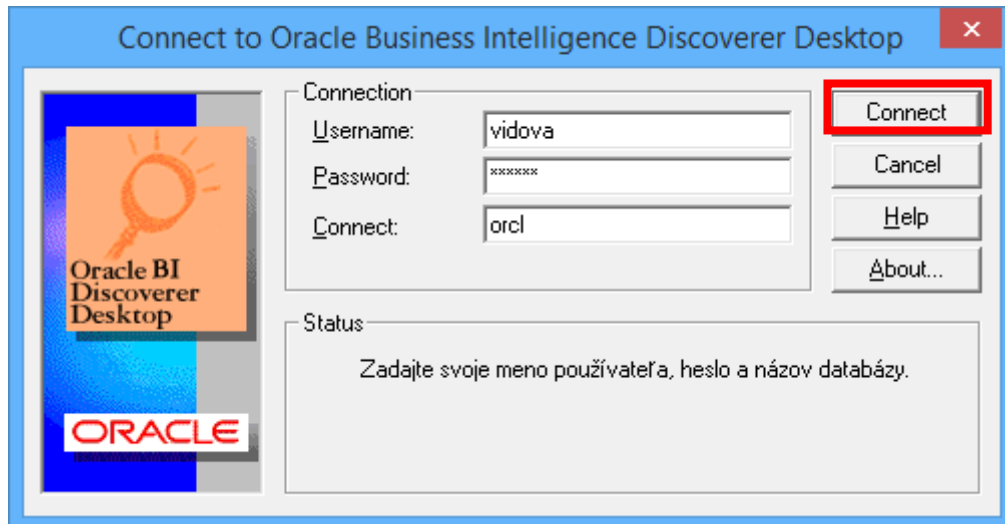 Connect to Oracle Business Intelligence Discoverer Desktop
Connection
Username: vidova
Password: ******
Connect: orcl
Connect
Cancel
Help
About...
Oracle BI
Discoverer
Desktop
ORACLE
Status
Zadajte svoje meno používateľa, heslo a názov databázy.